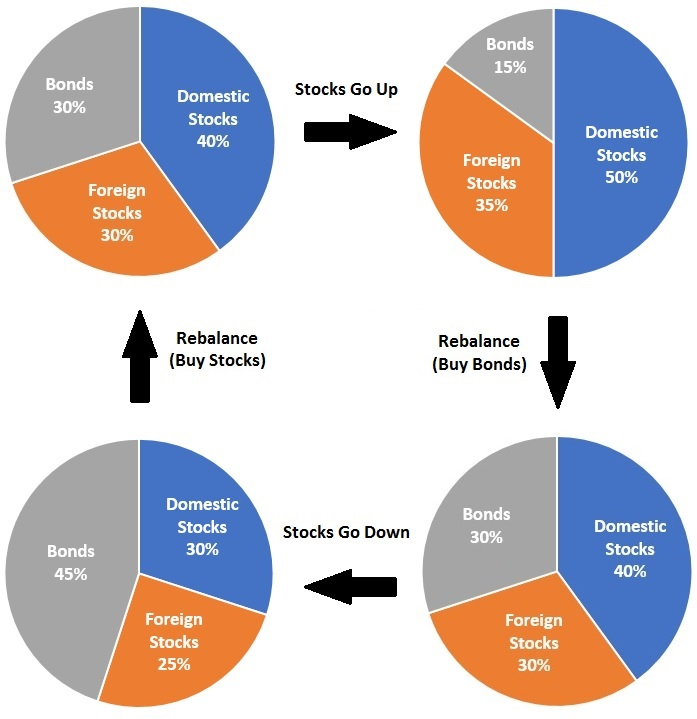 Bonds
30%
Domestic
Stocks
40%
Foreign
Stocks
30%
Stocks Go Up
Bonds
15%
Domestic
Stocks
50%
Foreign
Stocks
35%
Rebalance
(Buy Stocks)
Rebalance
(Buy Bonds)
Bonds
45%
Domestic
Stocks
30%
Foreign
Stocks
25%
Stocks Go Down
Bonds
30%
Domestic
Stocks
40%
Foreign
Stocks
30%